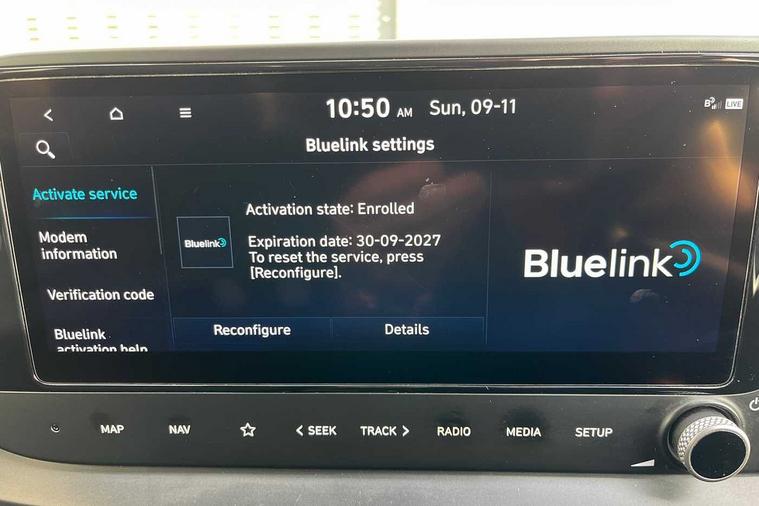 10:50 AM Sun, 09-11
LIVE
Bluelink settings
Activate service
Modem
information
Verification code
Bluelink
activation help
Activation state: Enrolled
Bluelink
Expiration date: 30-09-2027
To reset the service, press
[Reconfigure].
Reconfigure
Details
Bluelink
MAP
NAV
< SEEK
TRACK >
RADIO
MEDIA
SETUP